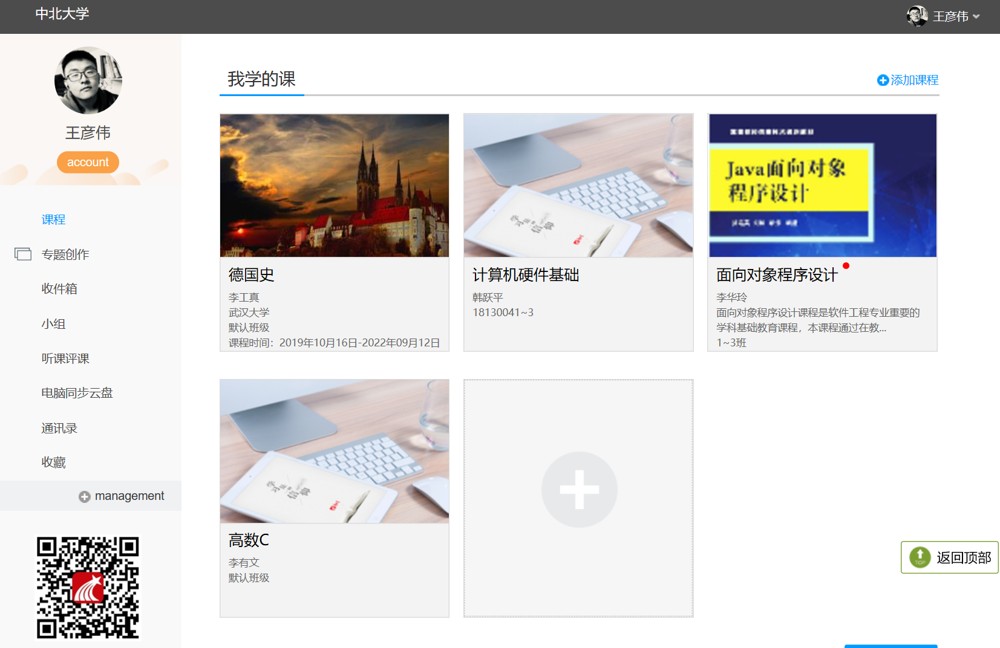 中北大学
王彦伟
王彦伟
account
课程
专题创作
收件箱
小组
听课评课
电脑同步云盘
通讯录
收藏
management
我学的课
添加课程
德国史
李工真
武汉大学
默认班级
课程时间：2019年10月16日-2022年09月12日
学习是一种信仰
计算机硬件基础
韩跃平
18130041~3
Java面向对象
程序设计
面向对象程序设计
李华玲
面向对象程序设计课程是软件工程专业重要的
学科基础教育课程，本课程通过在教...
1~3班
高数C
李有文
默认班级
TOP
返回顶部